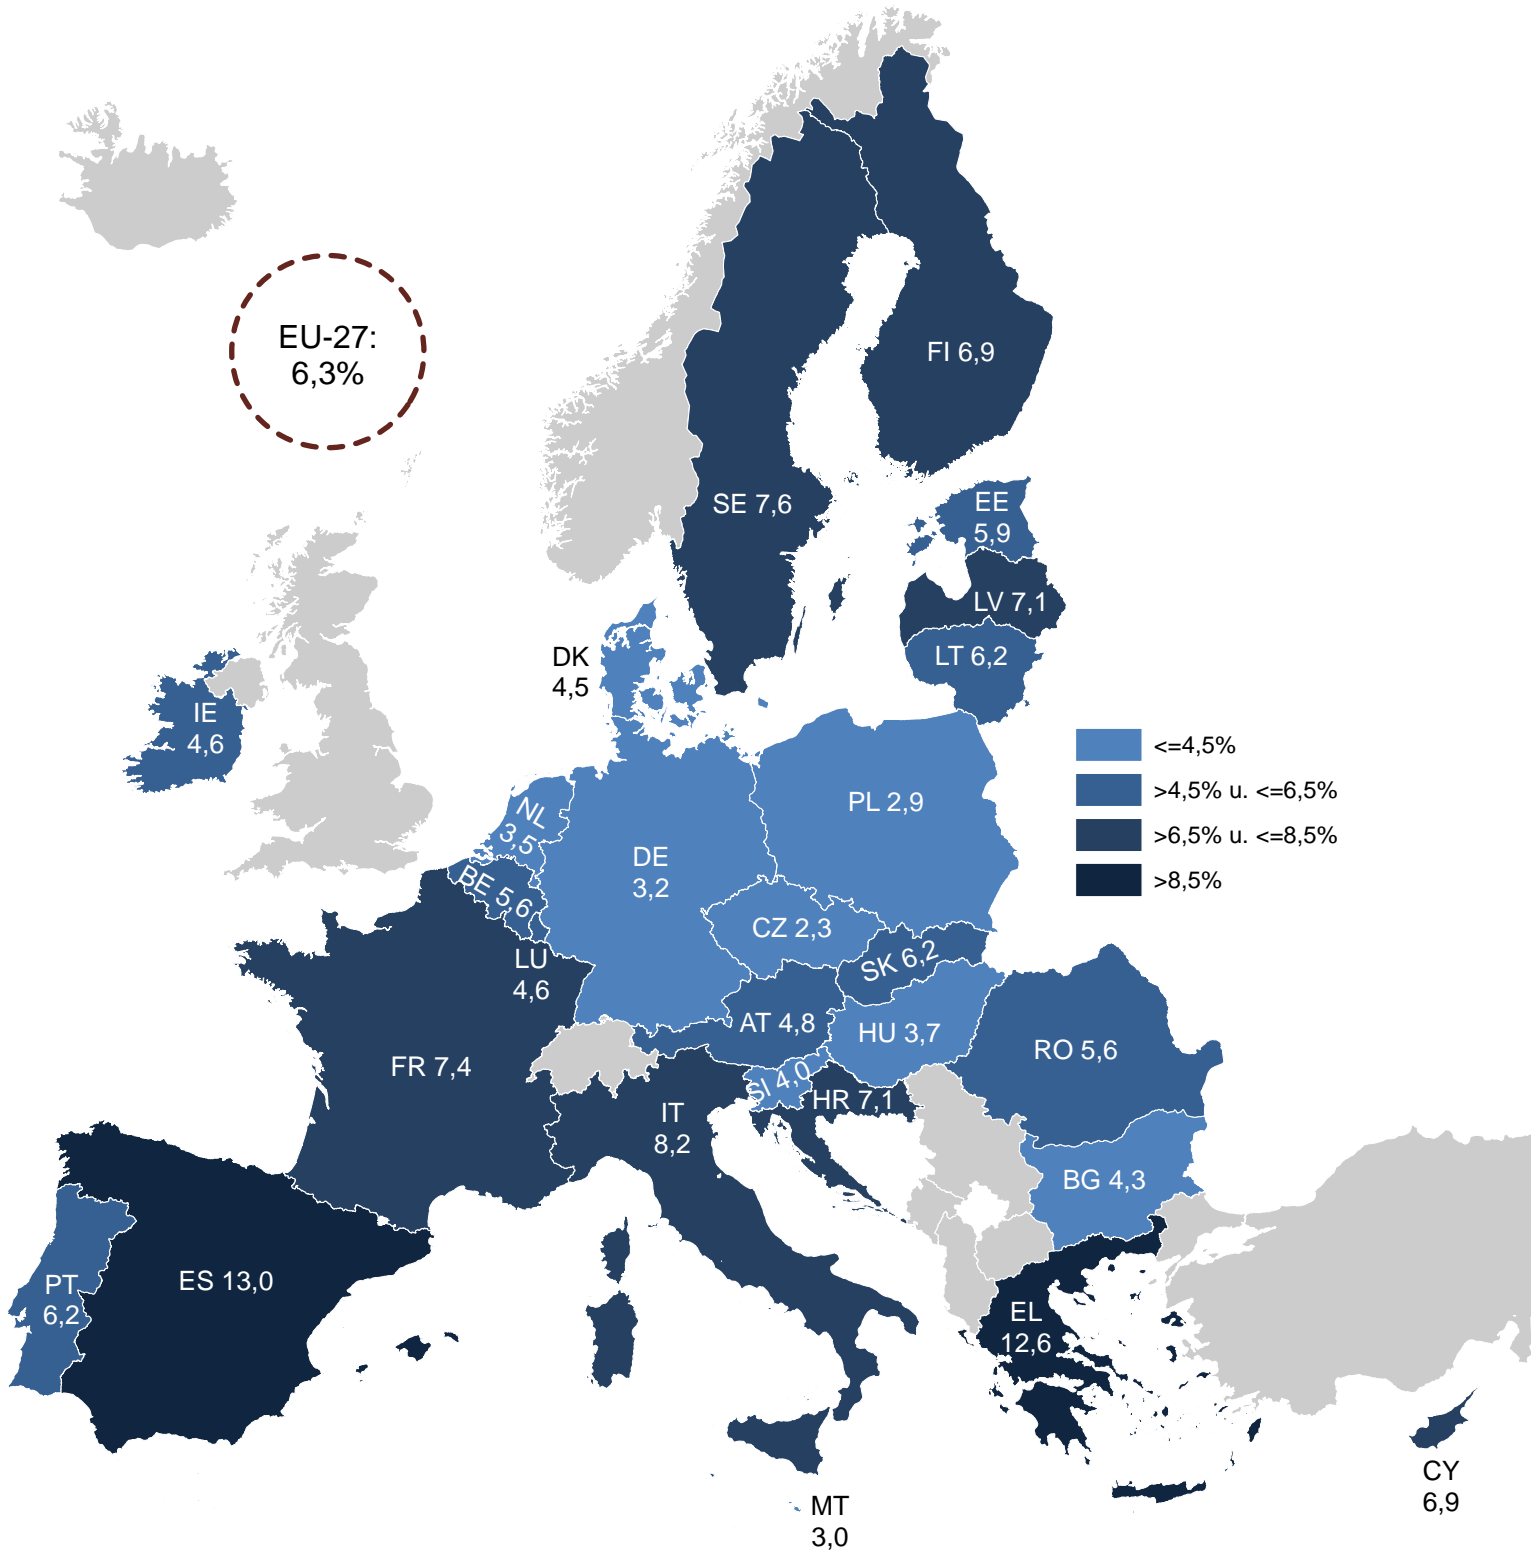 EU-27:
6,3%
FI 6,9
SE 7,6
EE
5,9
LV 7,1
LT 6,2
DK
4,5
IE
4,6
<=4,5%
>4,5% u. <=6,5%
>6,5% u. <=8,5%
>8,5%
PL 2,9
NL
3,5
DE
3,2
BE 5,6
CZ 2,3
SK 6,2
LU
4,6
AT 4,8
HU 3,7
RO 5,6
FR 7,4
SI 4,0
HR 7,1
IT
8,2
BG 4,3
ES 13,0
PT
6,2
EL
12,6
CY
6,9
MT
3,0